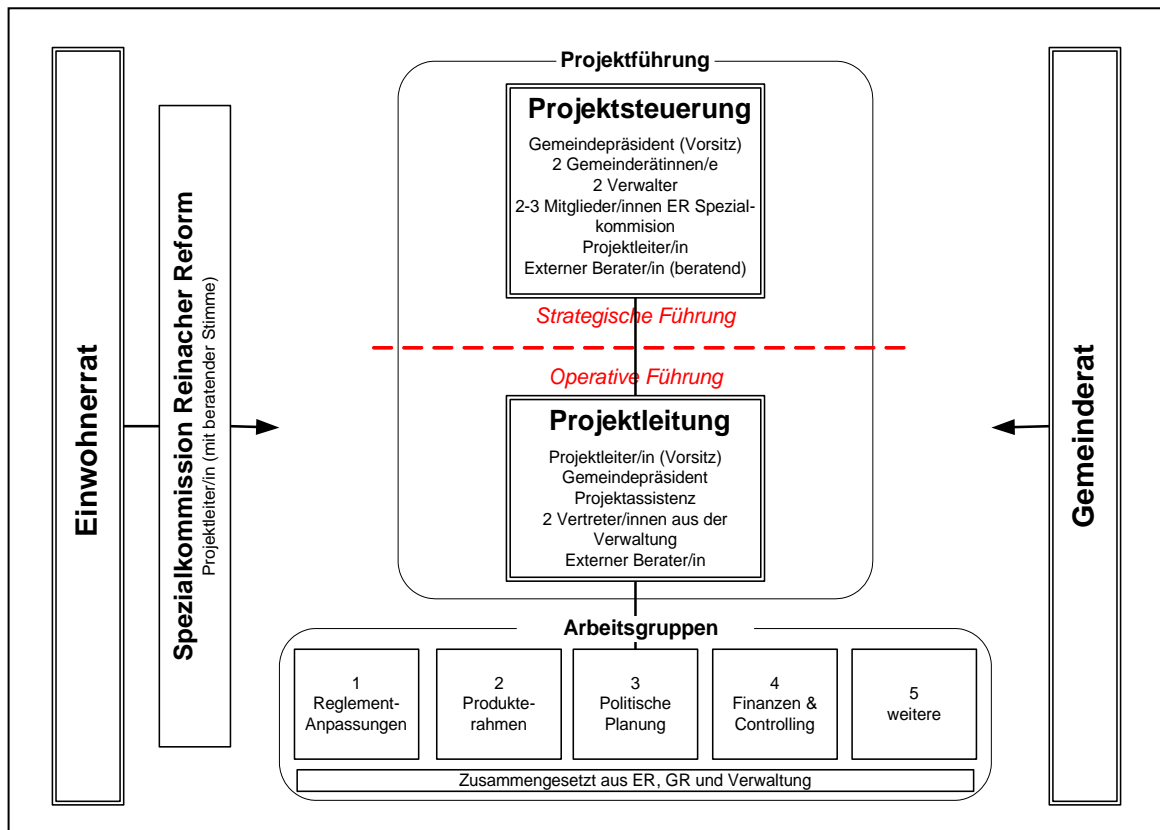 Einwohnerrat
Spezialkommission Reinacher Reform
Projektleiter/in (mit beratender Stimme)
Projektführung
Projektsteuerung
Gemeindepräsident (Vorsitz)
2 Gemeinderätinnen/e
2 Verwalter
2-3 Mitglieder/innen ER Spezial-
kommision
Projektleiter/in
Externer Berater/in (beratend)
Strategische Führung
Operative Führung
Projektleitung
Projektleiter/in (Vorsitz)
Gemeindepräsident
Projektassistenz
2 Vertreter/innen aus der
Verwaltung
Externer Berater/in
Arbeitsgruppen
1
Reglement-
Anpassungen
2
Produkte-
rahmen
3
Politische
Planung
4
Finanzen &
Controlling
5
weitere
Zusammengesetzt aus ER, GR und Verwaltung
Gemeinderat